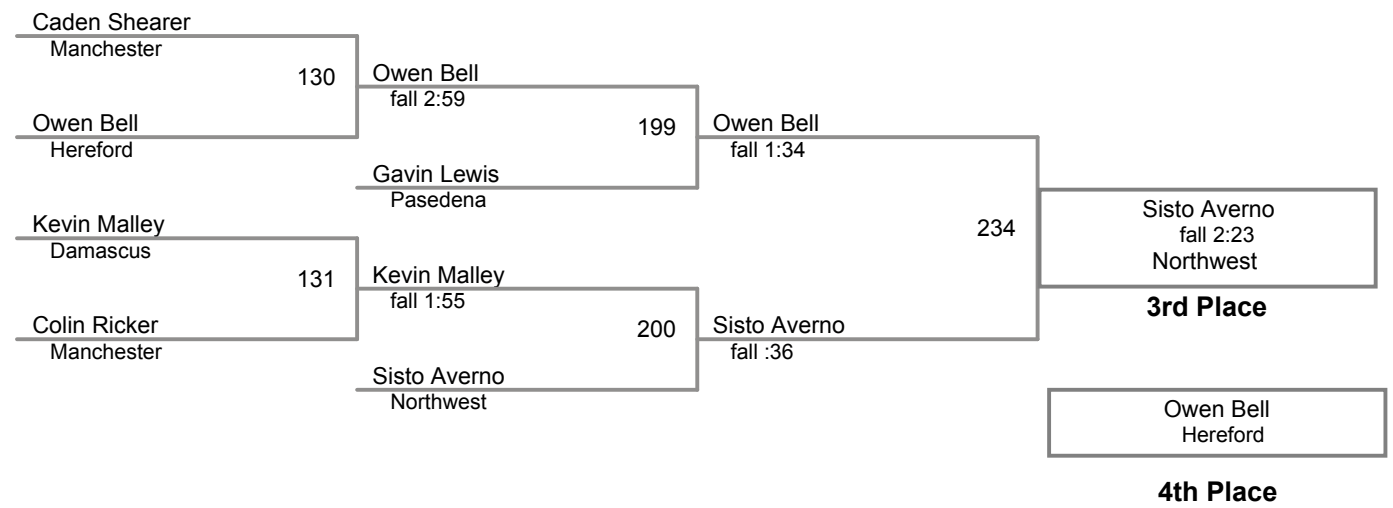 Caden Shearer
Manchester
130
Owen Bell
fall 2:59
Owen Bell
Hereford
199
Owen Bell
fall 1:34
Gavin Lewis
Pasedena
Kevin Malley
Damascus
234
Sisto Averno
fall 2:23
Northwest
3rd Place
131
Kevin Malley
fall 1:55
Colin Ricker
Manchester
200
Sisto Averno
fall :36
Sisto Averno
Northwest
Owen Bell
Hereford
4th Place